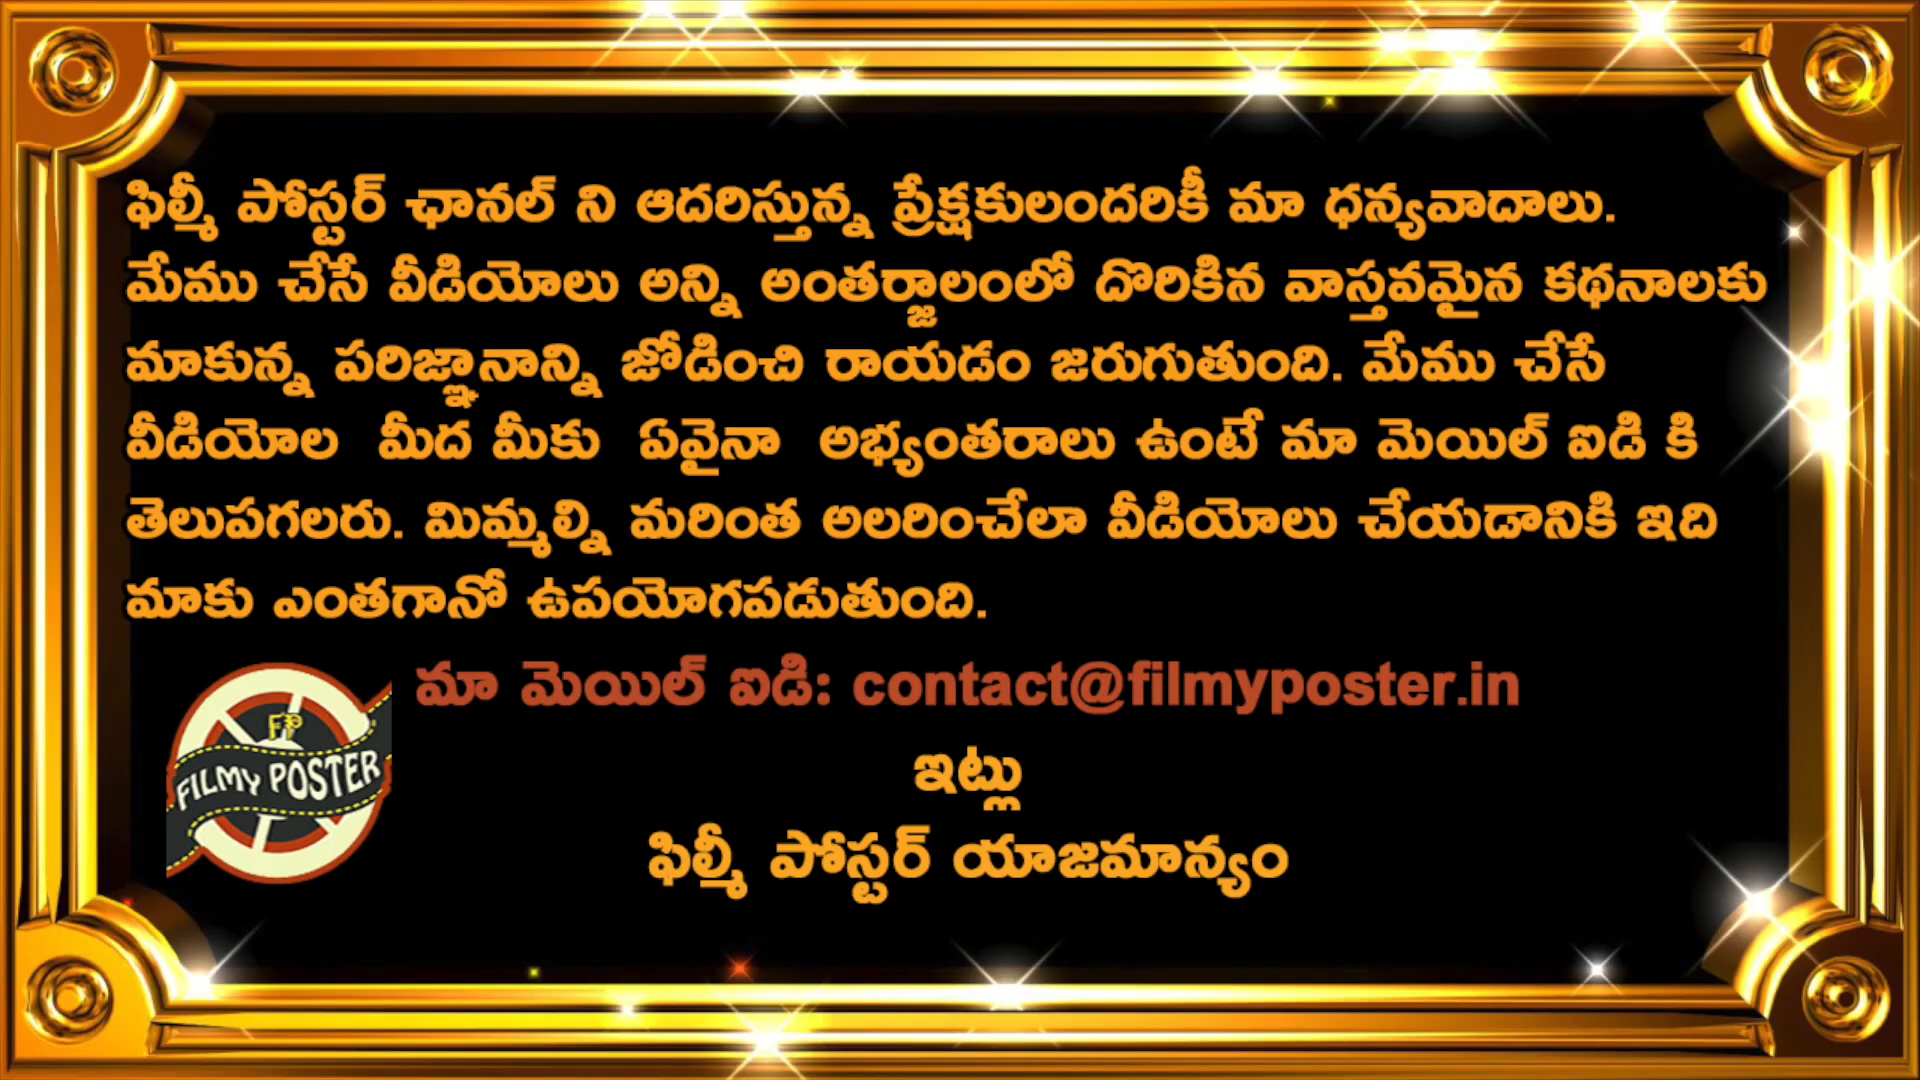 ఫిల్మీ పోస్టర్ ఛానల్ ని ఆదరిస్తున్న ప్రేక్షకులందరికీ మా ధన్యవాదాలు.
మేము చేసే వీడియోలు అన్ని అంతర్జాలంలో దొరికిన వాస్తవమైన కథనాలకు
మాకున్న పరిజ్ఞానాన్ని జోడించి రాయడం జరుగుతుంది. మేము చేసే
వీడియోల మీద మీకు ఏవైనా అభ్యంతరాలు ఉంటే మా మెయిల్ ఐడి కి
తెలుపగలరు. మిమ్మల్ని మరింత అలరించేలా వీడియోలు చేయడానికి ఇది
మాకు ఎంతగానో ఉపయోగపడుతుంది.
మా మెయిల్ ఐడి: contact@filmyposter.in
FP
FILMY POSTER
ఇట్లు
ఫిల్మీ పోస్టర్ యాజమాన్యం